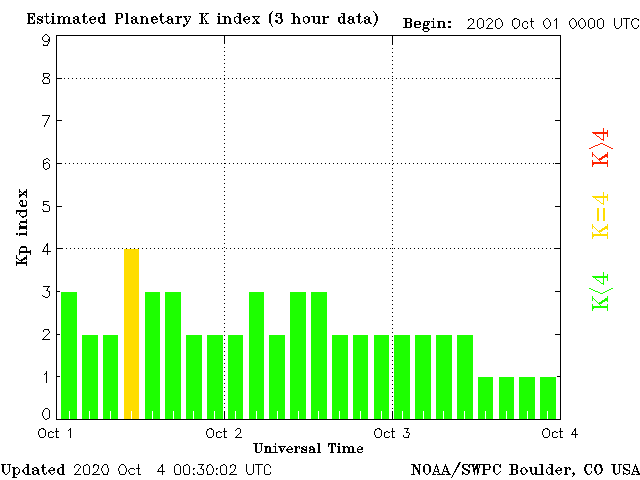 Estimated Planetary K index (3 hour data) Begin: 2020 Oct 01 0000 UTC
9
8
7
6
5
4
3
2
1
0
Kp index
K>4
K=4
K<4
Oct 1 Oct 2 Oct 3 Oct 4
Universal Time
Updated 2020 Oct 4 00:30:02 UTC NOAA/SWPC Boulder, CO USA